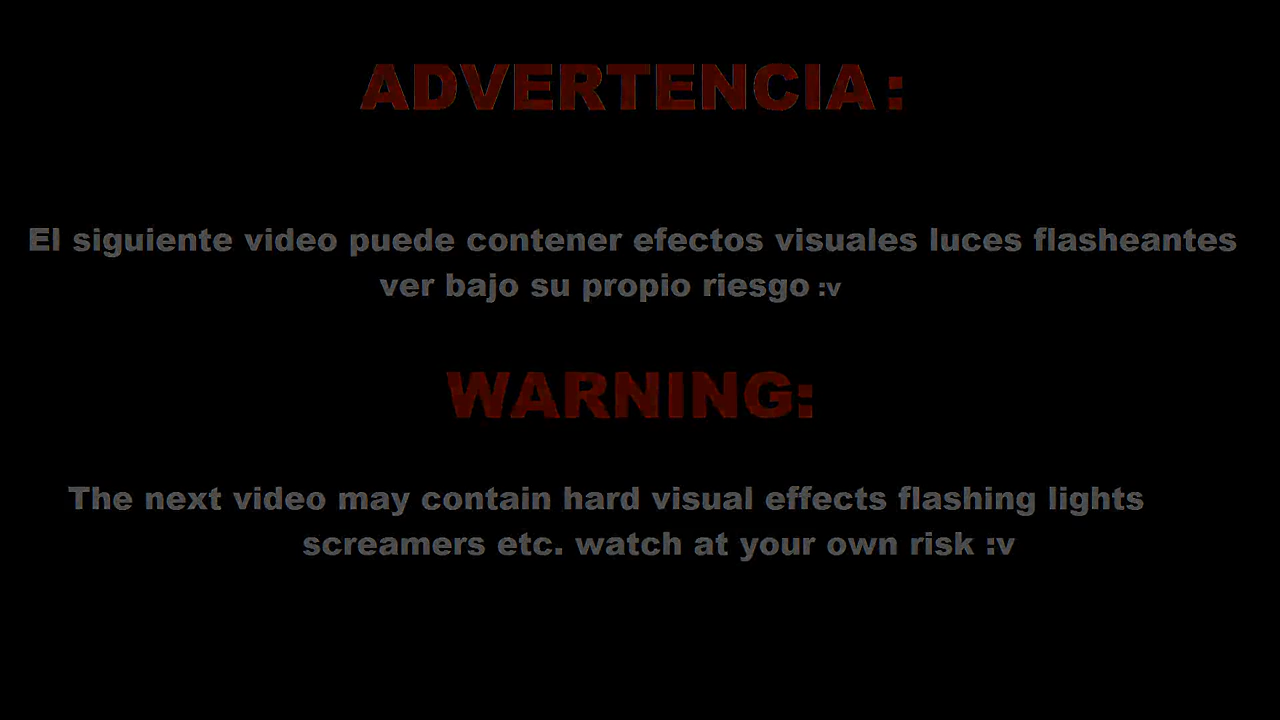 ADVERTENCIA:
El siguiente video puede contener efectos visuales luces flasheantes
ver bajo su propio riesgo :v
WARNING:
The next video may contain hard visual effects flashing lights
screamers etc. watch at your own risk :v